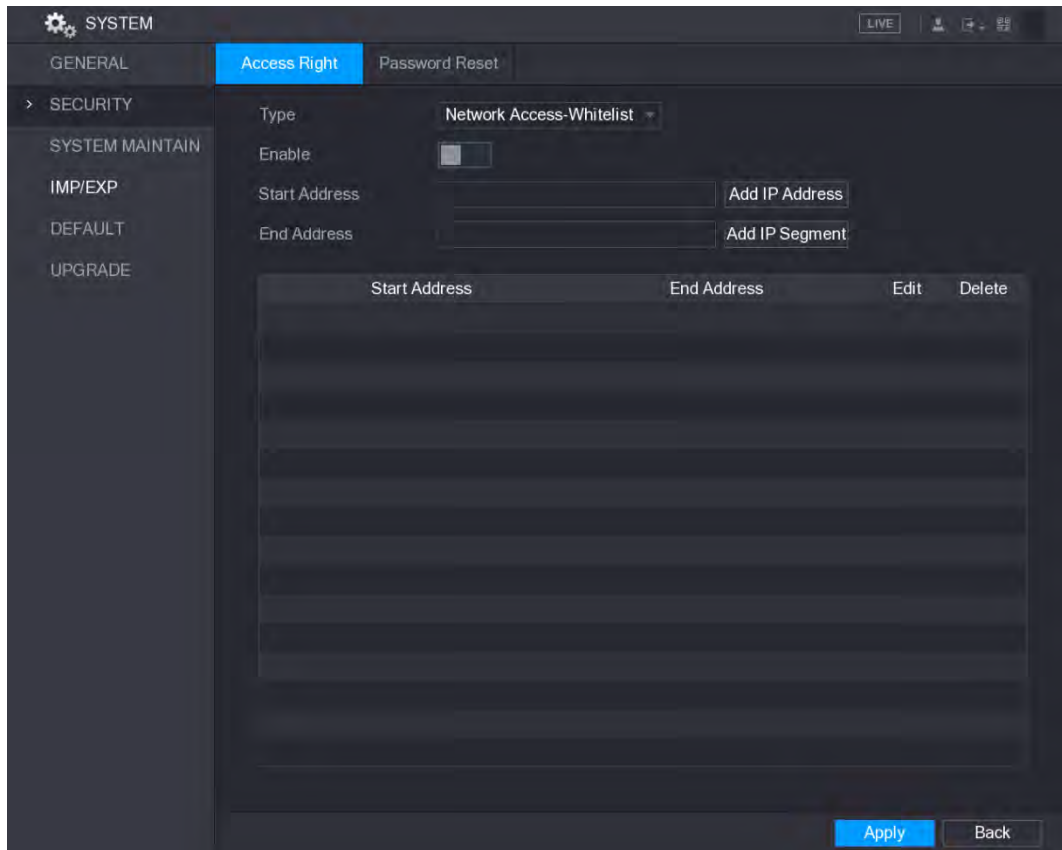 SYSTEM
LIVE
GENERAL
Access Right
Password Reset
SECURITY
Type
Network Access-Whitelist
SYSTEM MAINTAIN
Enable
IMP/EXP
Start Address
Add IP Address
DEFAULT
End Address
Add IP Segment
UPGRADE
Start Address
End Address
Edit
Delete
Apply
Back